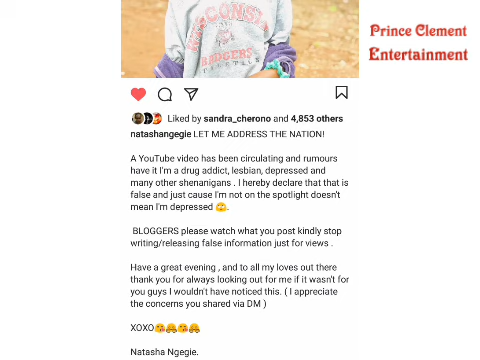 WISCONSIN
BADGERS
Prince Clement
Entertainment
Liked by sandra_cherono and 4,853 others
natashangegie LET ME ADDRESS THE NATION!
A YouTube video has been circulating and rumours
have it I'm a drug addict, lesbian, depressed and
many other shenanigans . I hereby declare that that is
false and just cause I'm not on the spotlight doesn't
mean I'm depressed 🙄.
BLOGGERS please watch what you post kindly stop
writing/releasing false information just for views .
Have a great evening , and to all my loves out there
thank you for always looking out for me if it wasn't for
you guys I wouldn't have noticed this. ( I appreciate
the concerns you shared via DM )
XOXO😘🤗😘🤗
Natasha Ngegie.